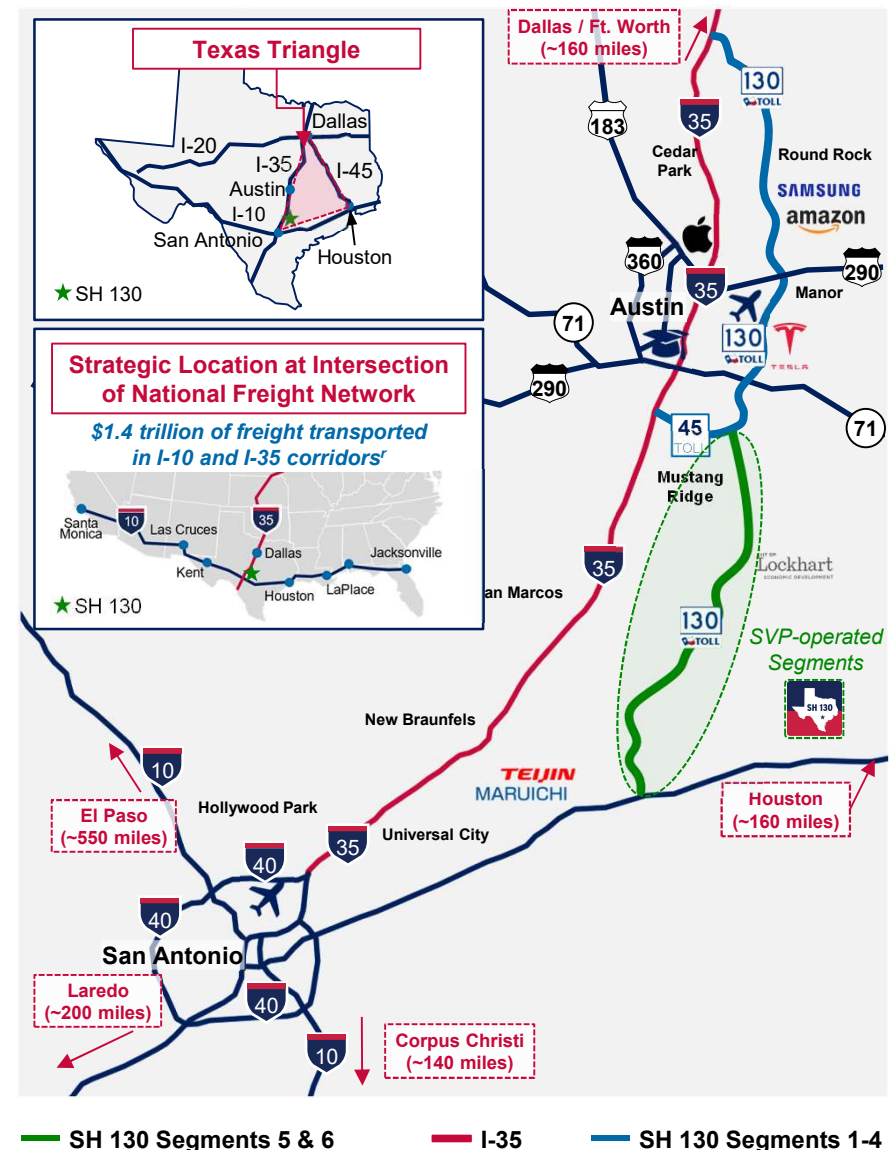 Texas Triangle
Dallas
I-20
I-35
I-45
Austin
I-10
San Antonio
Houston
SH 130
Strategic Location at Intersection
of National Freight Network
$1.4 trillion of freight transported
in I-10 and I-35 corridorsʳ
Santa
Monica
10
Las Cruces
35
Dallas
Jacksonville
Kent
Houston
LaPlace
SH 130
Dallas / Ft. Worth
(~160 miles)
130
TOLL
183
35
Cedar
Park
Round Rock
SAMSUNG
amazon
360
35
290
Manor
Austin
71
130
TOLL
TESLA
290
45
TOLL
71
Mustang
Ridge
35
Lockhart
ECONOMIC DEVELOPMENT
an Marcos
130
TOLL
SVP-operated
Segments
SH 130
New Braunfels
10
TEIJIN
MARUICHI
El Paso
(~550 miles)
Hollywood Park
Houston
(~160 miles)
35
Universal City
40
40
San Antonio
Laredo
(~200 miles)
40
10
Corpus Christi
(~140 miles)
SH 130 Segments 5 & 6
I-35
SH 130 Segments 1-4